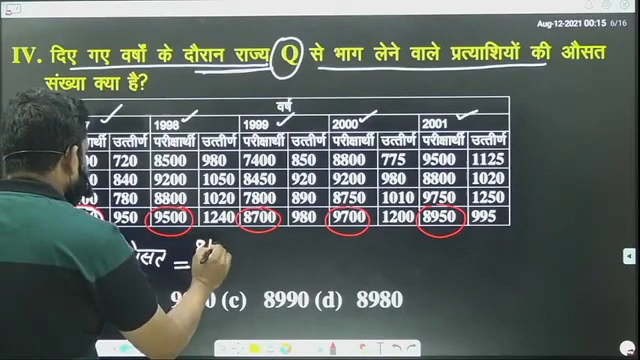 Aug-12-2021 00:15 6/16
IV. दिए गए वर्षों के दौरान राज्य Q से भाग लेने वाले प्रत्याशियों की औसत
संख्या क्या है?
वर्ष
1998 1999 2000 2001
उत्तीर्ण परीक्षार्थी उत्तीर्ण परीक्षार्थी उत्तीर्ण परीक्षार्थी उत्तीर्ण परीक्षार्थी उत्तीर्ण
720 8500 980 7400 850 8800 775 9500 1125
840 9200 1050 8450 920 9200 980 8800 1020
780 8800 1020 7800 890 8750 1010 9750 1250
950 9500 1240 8700 980 9700 1200 8950 995
=
(c) 8990 (d) 8980